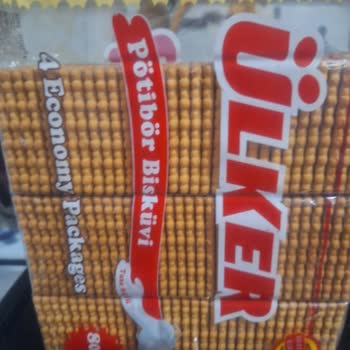 ÜLKER
Pötibör Bisküvi
4 Economy Packages